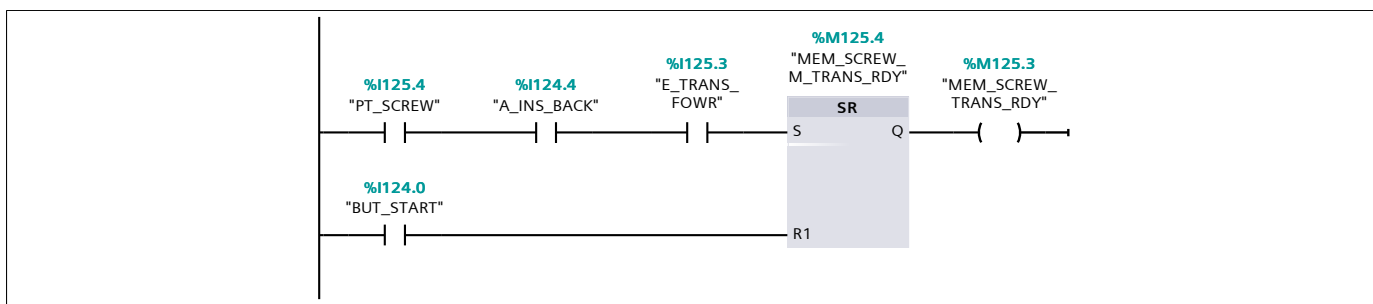 %M125.4
"MEM_SCREW_
M_TRANS_RDY"
%I125.3
"E_TRANS_
FOWR"
%M125.3
"MEM_SCREW_
TRANS_RDY"
%I125.4
"PT_SCREW"
%I124.4
"A_INS_BACK"
SR
S
Q
%I124.0
"BUT_START"
R1